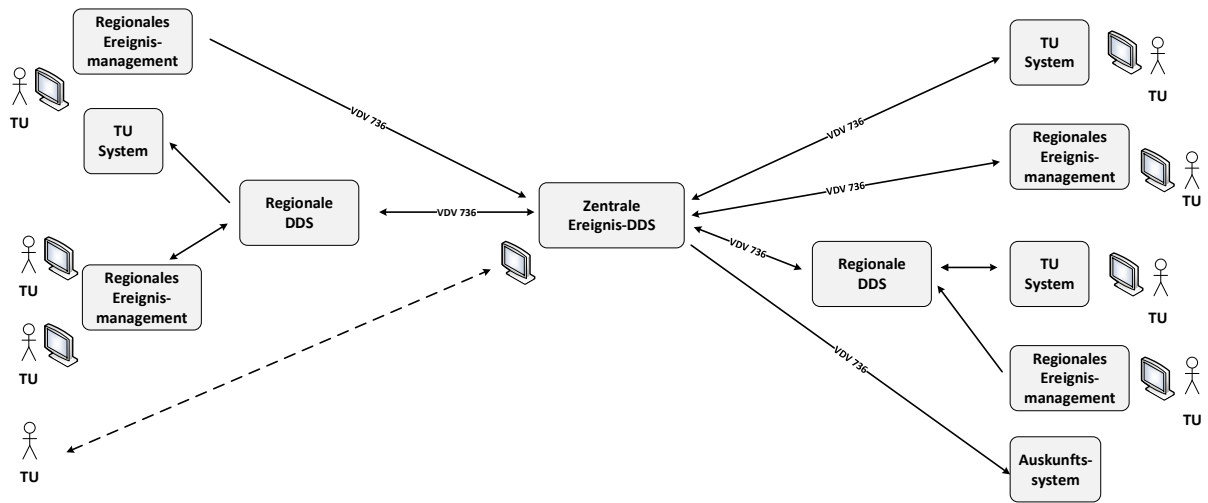 Regionales
Ereignis-
management
TU
TU
System
VDV 736
Regionale
DDS
VDV 736
Zentrale
Ereignis-DDS
TU
Regionales
Ereignis-
management
TU
TU
VDV 736
TU
System
TU
VDV 736
Regionales
Ereignis-
management
TU
VDV 736
Regionale
DDS
TU
System
TU
VDV 736
Regionales
Ereignis-
management
TU
Auskunfts-
system